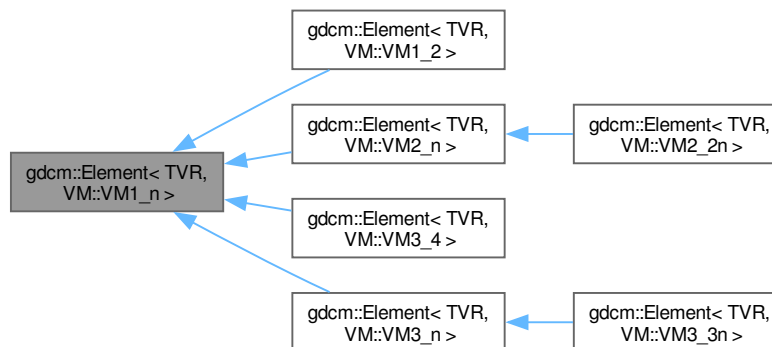 gdcm::Element< TVR,
VM::VM1_2 >
gdcm::Element< TVR,
VM::VM2_n >
gdcm::Element< TVR,
VM::VM2_2n >
gdcm::Element< TVR,
VM::VM1_n >
gdcm::Element< TVR,
VM::VM3_4 >
gdcm::Element< TVR,
VM::VM3_n >
gdcm::Element< TVR,
VM::VM3_3n >